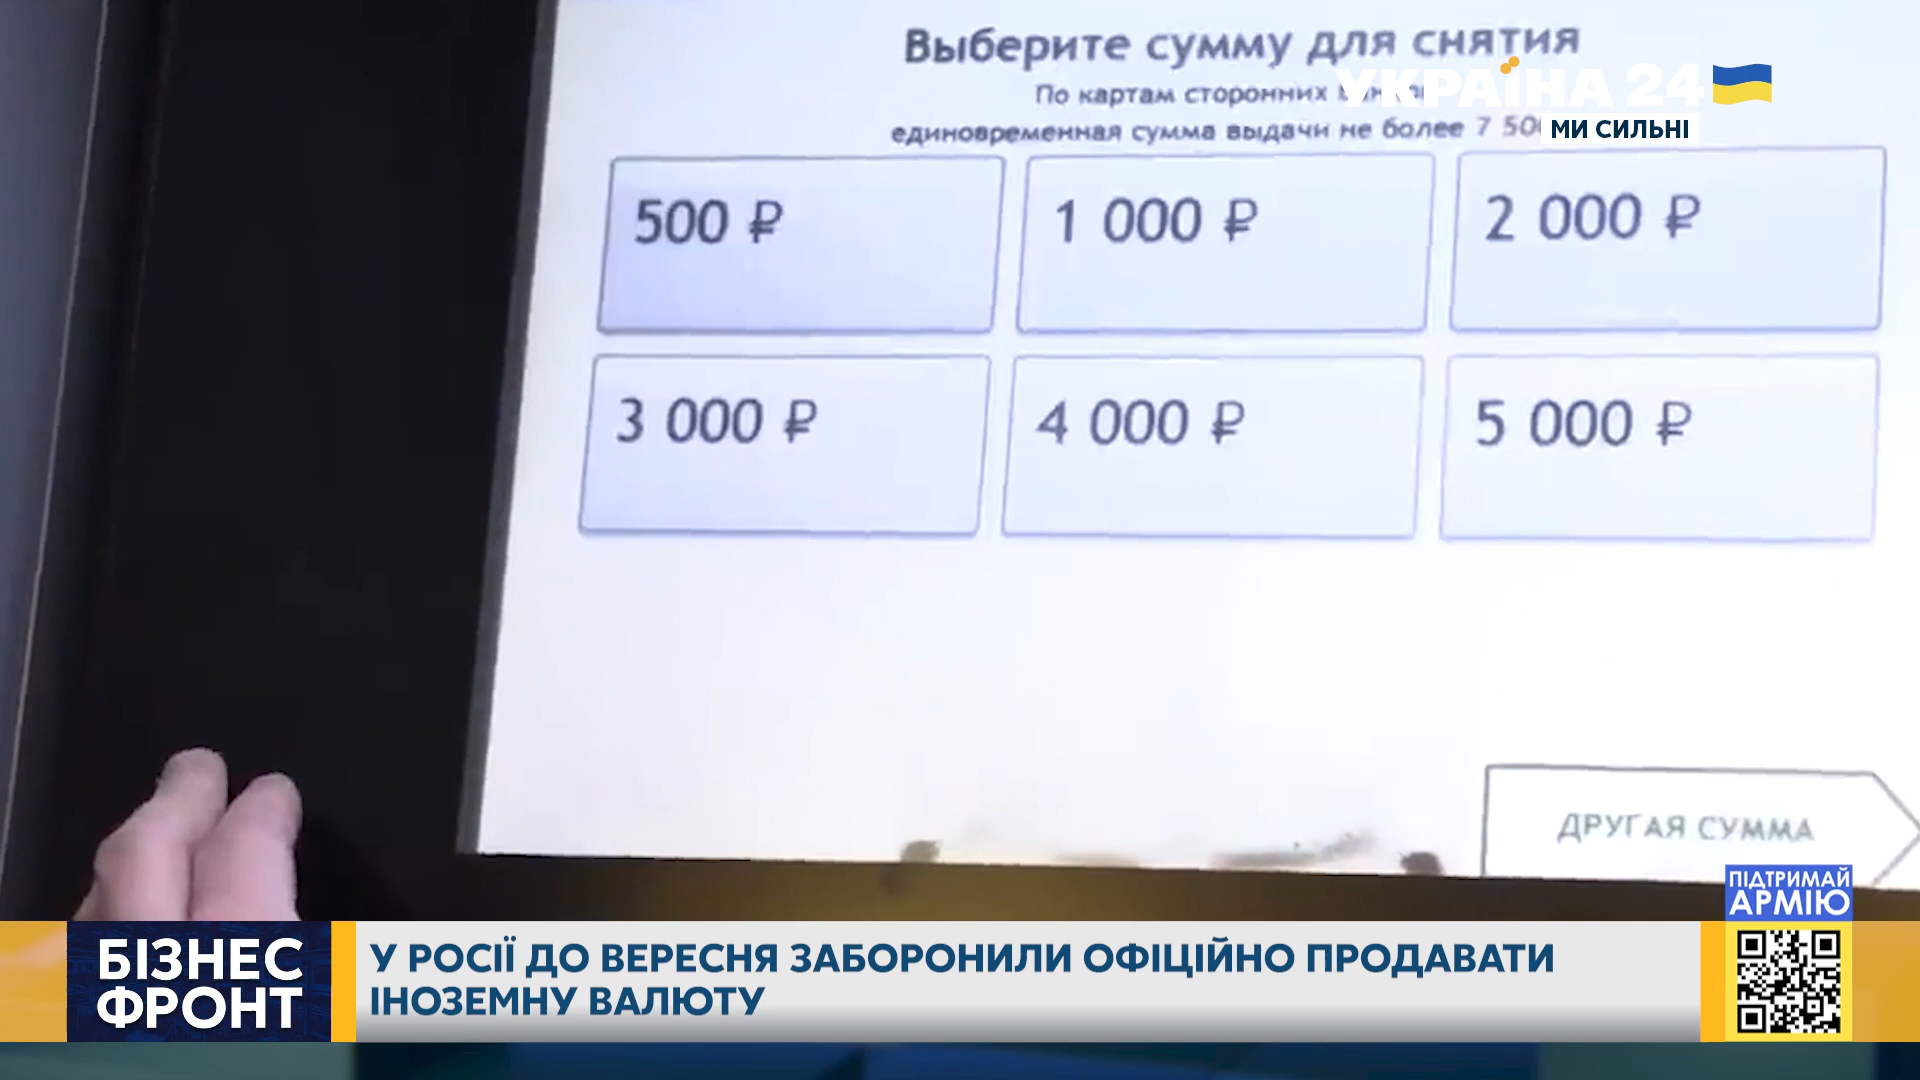 Выберите сумму для снятия
По картам сторонних
единовременная сумма выдачи не более 7
УКРАЇНА 24
МИ СИЛЬНІ
500 ₽
1 000 ₽
2 000 ₽
3 000 ₽
4 000 ₽
5 000 ₽
ДРУГАЯ СУММА
ПІДТРИМАЙ
АРМІЮ
БІЗНЕС
ФРОНТ
У РОСІЇ ДО ВЕРЕСНЯ ЗАБОРОНИЛИ ОФІЦІЙНО ПРОДАВАТИ
ІНОЗЕМНУ ВАЛЮТУ